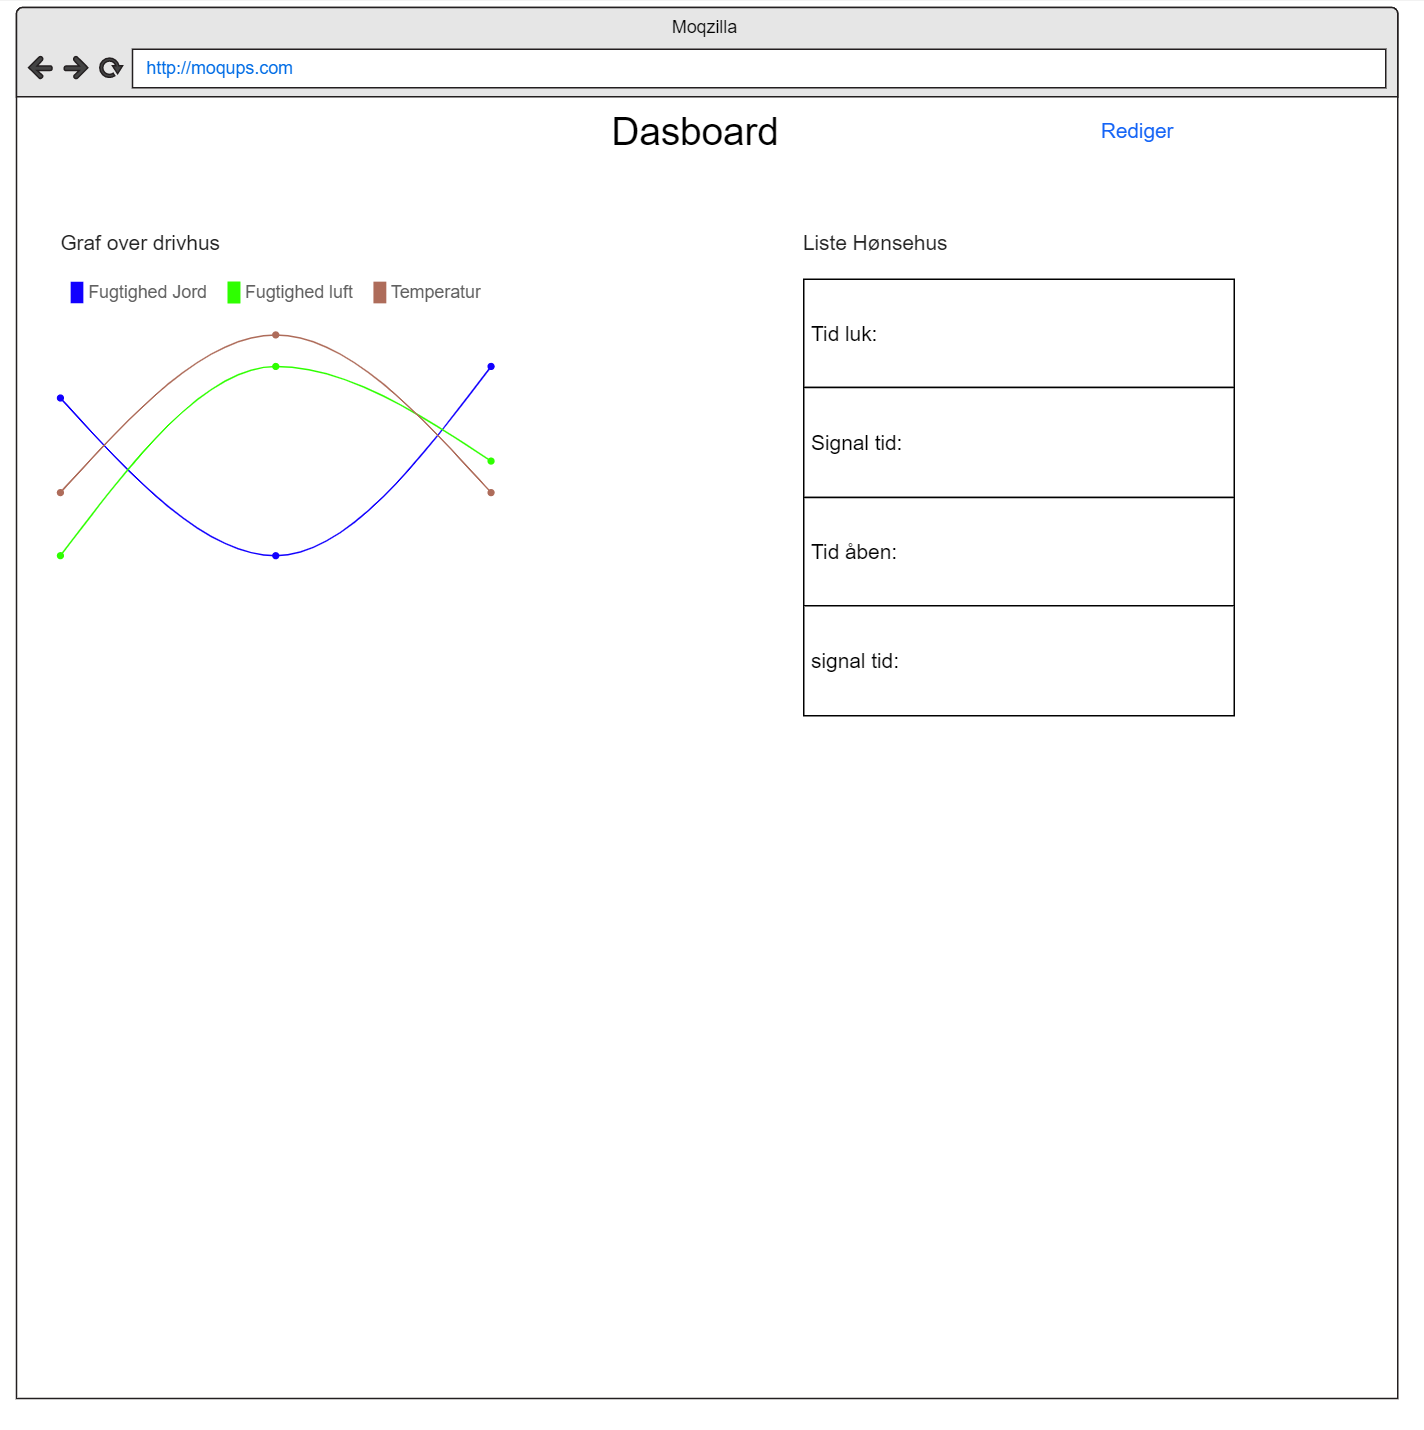 Moqzilla
http://moqups.com
Dasboard
Rediger
Graf over drivhus
Fugtighed Jord Fugtighed luft Temperatur
Liste Hønsehus
Tid luk:
Signal tid:
Tid åben:
signal tid: